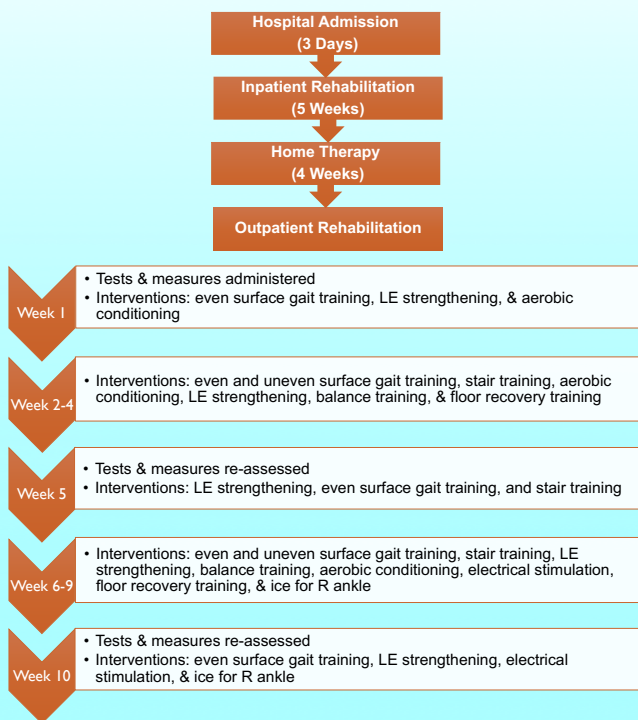 Hospital Admission
(3 Days)
Inpatient Rehabilitation
(5 Weeks)
Home Therapy
(4 Weeks)
Outpatient Rehabilitation
Week 1
• Tests & measures administered
• Interventions: even surface gait training, LE strengthening, & aerobic
conditioning
Week 2-4
• Interventions: even and uneven surface gait training, stair training, aerobic
conditioning, LE strengthening, balance training, & floor recovery training
Week 5
• Tests & measures re-assessed
• Interventions: LE strengthening, even surface gait training, and stair training
Week 6-9
• Interventions: even and uneven surface gait training, stair training, LE
strengthening, balance training, aerobic conditioning, electrical stimulation,
floor recovery training, & ice for R ankle
Week 10
• Tests & measures re-assessed
• Interventions: even surface gait training, LE strengthening, electrical
stimulation, & ice for R ankle